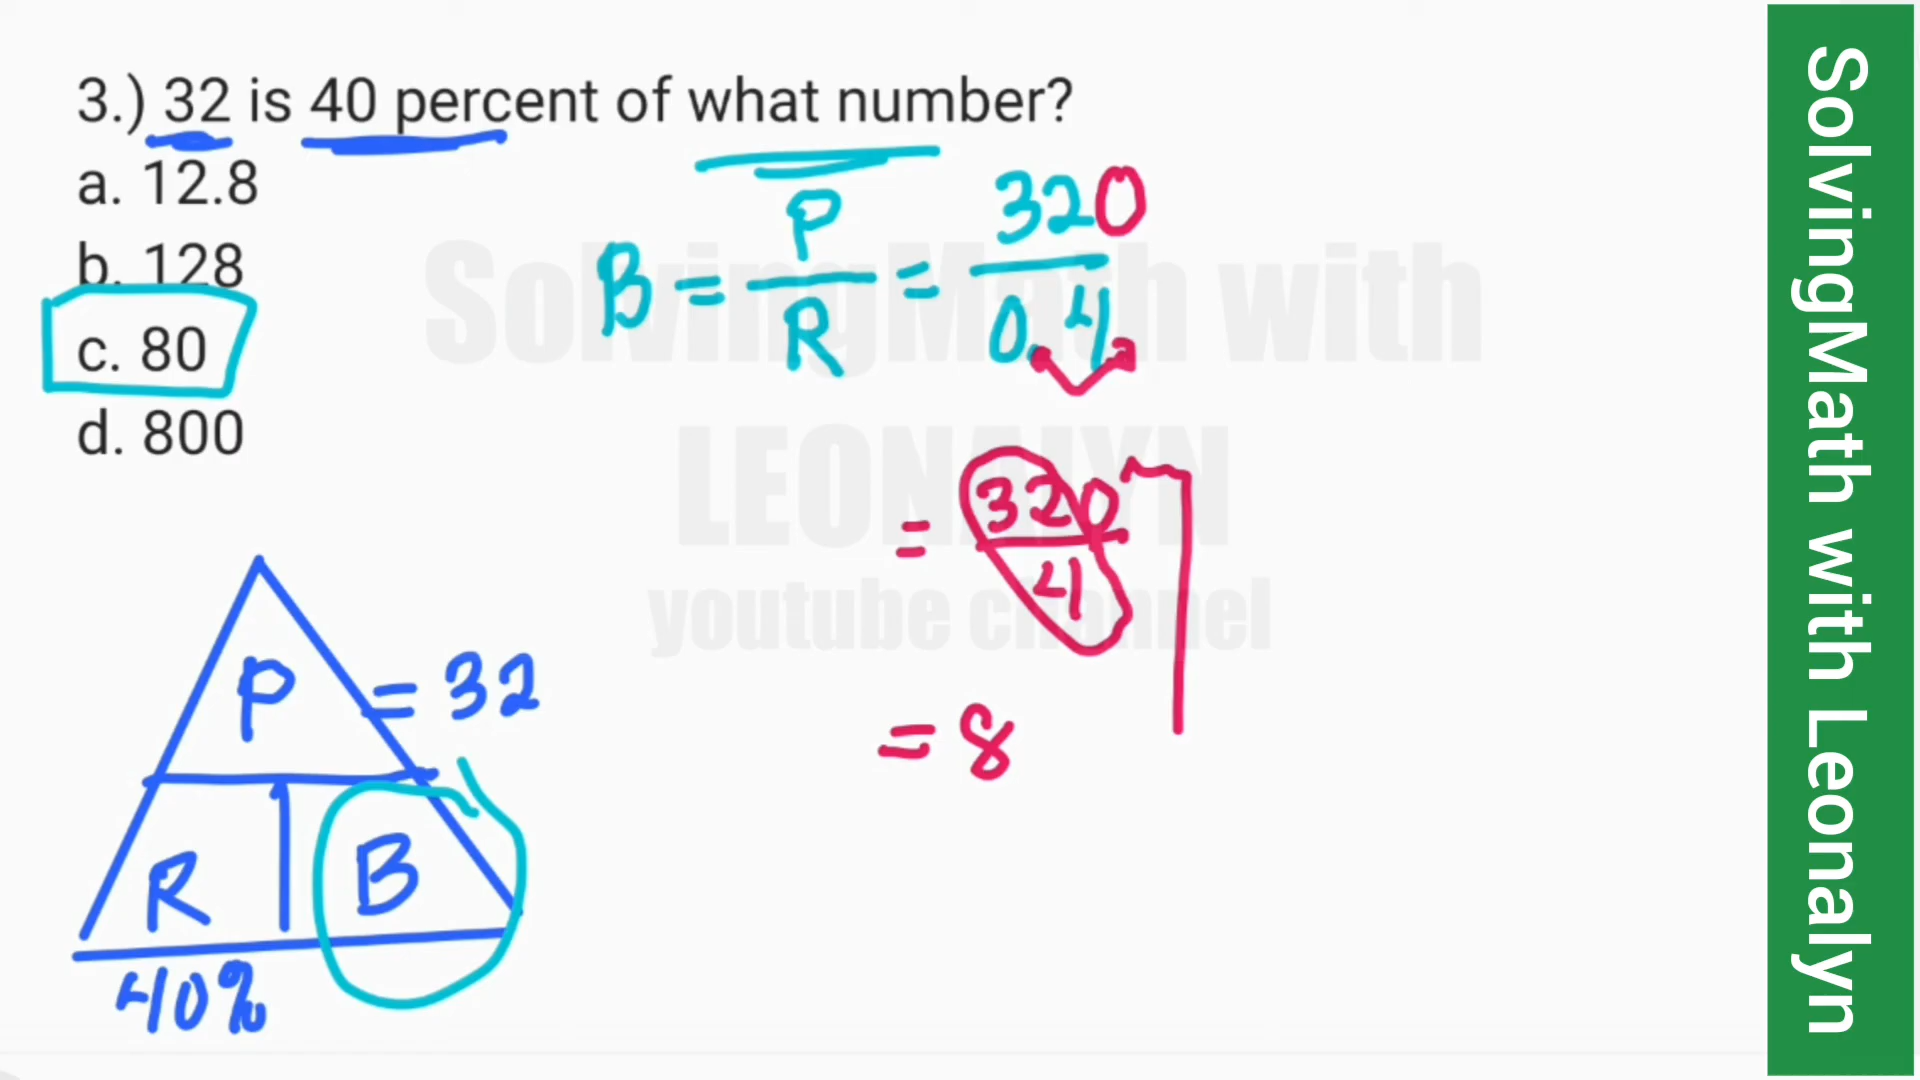 3.) 32 is 40 percent of what number?
a. 12.8
b. 128
c. 80
d. 800
B = P/R = 320/0.4
= 320/4
= 8
P = 32
R B
40%
SolvingMath with
LEONALYN
youtube channel
SolvingMath with Leonalyn